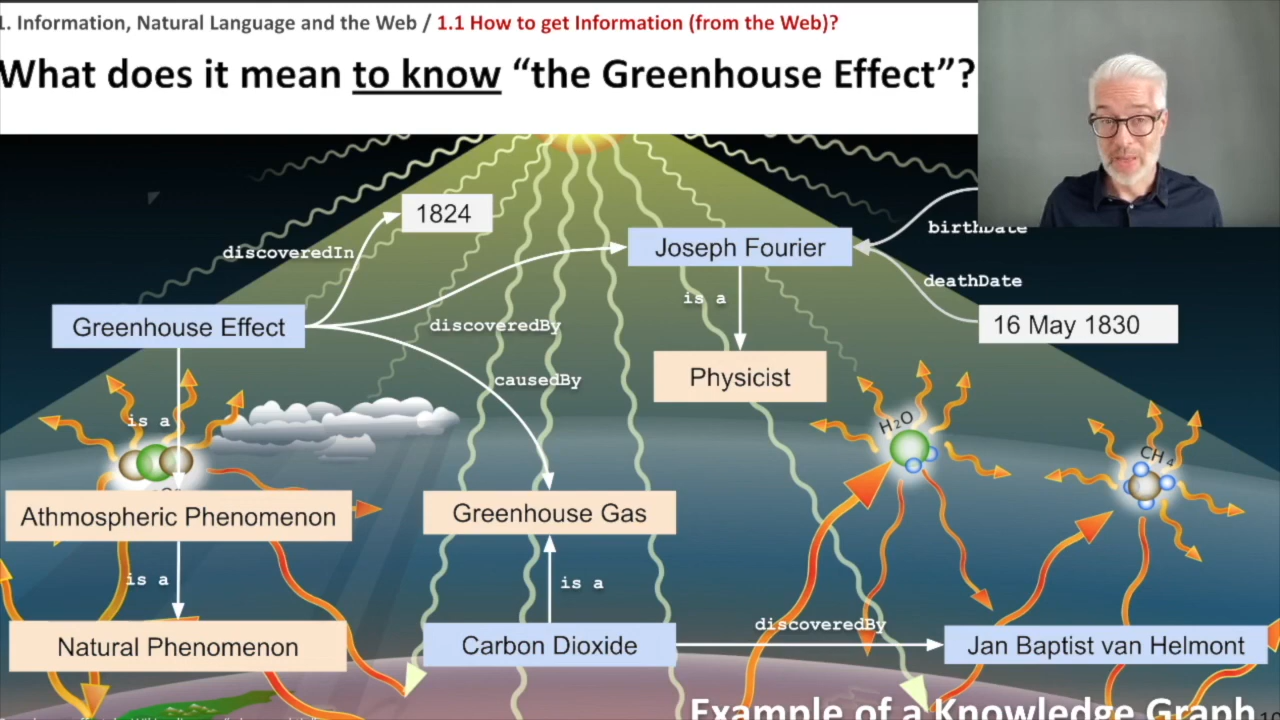 1. Information, Natural Language and the Web / 1.1 How to get Information (from the Web)?
What does it mean to know “the Greenhouse Effect”?
1824
discoveredIn
Joseph Fourier
birthDate
deathDate
is a
Greenhouse Effect
discoveredBy
16 May 1830
causedBy
Physicist
is a
H₂O
CH₄
Athmospheric Phenomenon
Greenhouse Gas
is a
is a
discoveredBy
Natural Phenomenon
Carbon Dioxide
Jan Baptist van Helmont
Example of a Knowledge Graph